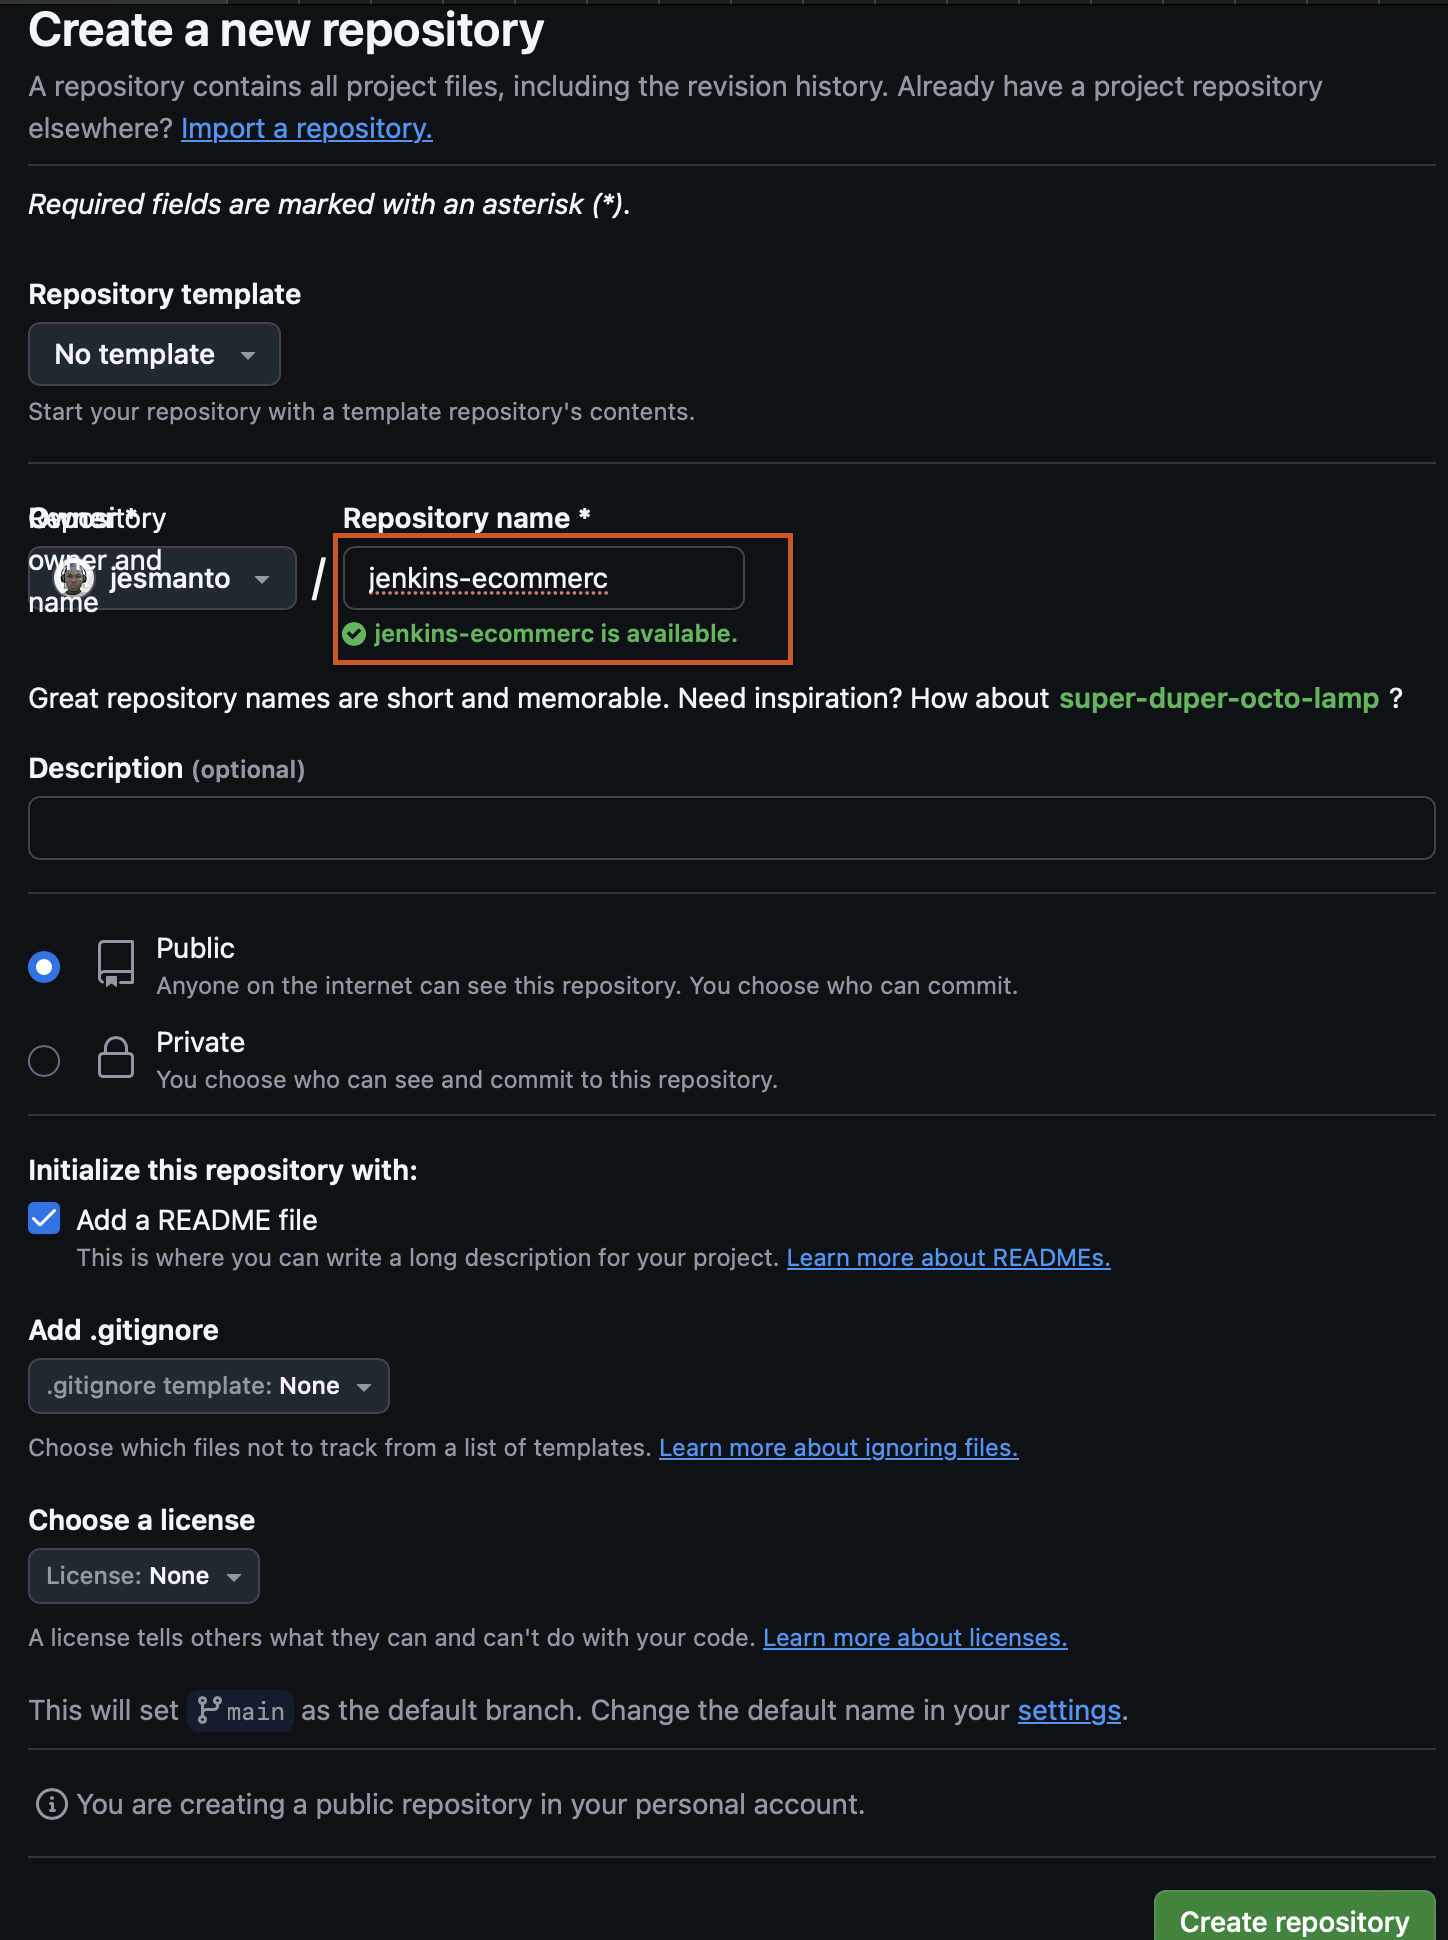 Create a new repository
A repository contains all project files, including the revision history. Already have a project repository
elsewhere? Import a repository.
Required fields are marked with an asterisk (*).
Repository template
No template
Start your repository with a template repository's contents.
Owner *
Repository
owner and
name
jesmanto
/
Repository name *
jenkins-ecommerc
jenkins-ecommerc is available.
Great repository names are short and memorable. Need inspiration? How about super-duper-octo-lamp ?
Description (optional)
Public
Anyone on the internet can see this repository. You choose who can commit.
Private
You choose who can see and commit to this repository.
Initialize this repository with:
Add a README file
This is where you can write a long description for your project. Learn more about READMEs.
Add .gitignore
.gitignore template: None
Choose which files not to track from a list of templates. Learn more about ignoring files.
Choose a license
License: None
A license tells others what they can and can't do with your code. Learn more about licenses.
This will set main as the default branch. Change the default name in your settings.
You are creating a public repository in your personal account.
Create repository